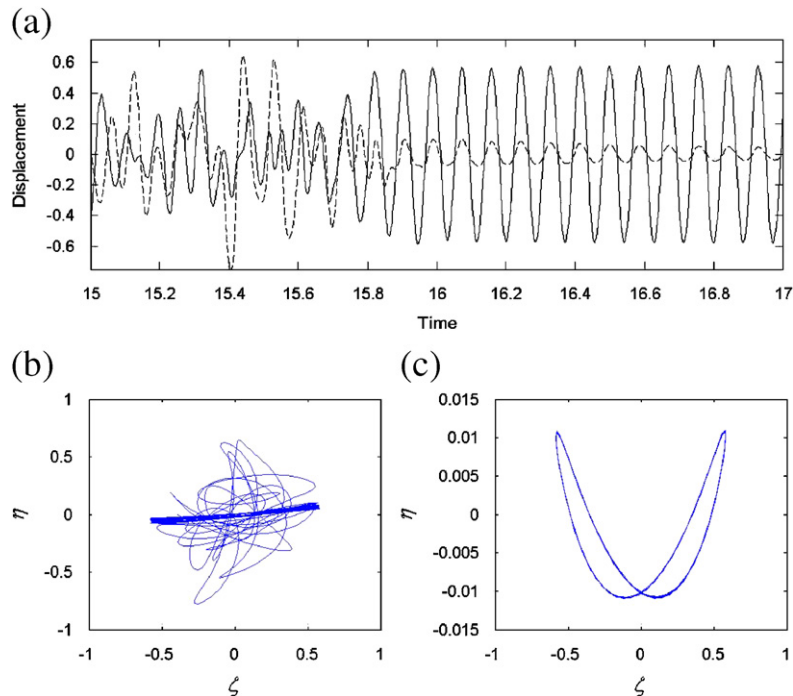 (a)
Displacement
0.6
0.4
0.2
0
-0.2
-0.4
-0.6
15 15.2 15.4 15.6 15.8 16 16.2 16.4 16.6 16.8 17
Time
(b)
η
1
0.5
0
-0.5
-1
-1 -0.5 0 0.5 1
ζ
(c)
η
0.015
0.01
0.005
0
-0.005
-0.01
-0.015
-1 -0.5 0 0.5 1
ζ